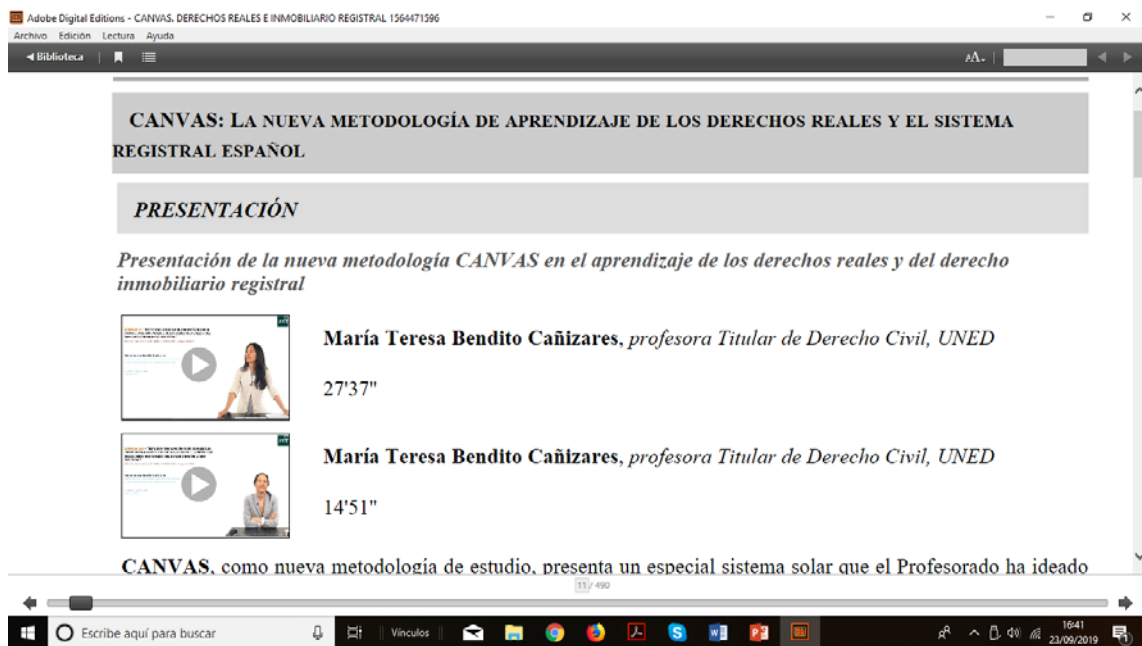 Adobe Digital Editions - CANVAS. DERECHOS REALES E INMOBILIARIO REGISTRAL 1564471596
Archivo Edición Lectura Ayuda
Biblioteca
CANVAS: LA NUEVA METODOLOGÍA DE APRENDIZAJE DE LOS DERECHOS REALES Y EL SISTEMA
REGISTRAL ESPAÑOL
PRESENTACIÓN
Presentación de la nueva metodología CANVAS en el aprendizaje de los derechos reales y del derecho
inmobiliario registral
María Teresa Bendito Cañizares, profesora Titular de Derecho Civil, UNED
27'37"
María Teresa Bendito Cañizares, profesora Titular de Derecho Civil, UNED
14'51"
CANVAS, como nueva metodología de estudio, presenta un especial sistema solar que el Profesorado ha ideado
11 / 490
Escribe aquí para buscar
Vínculos
16:41
23/09/2019